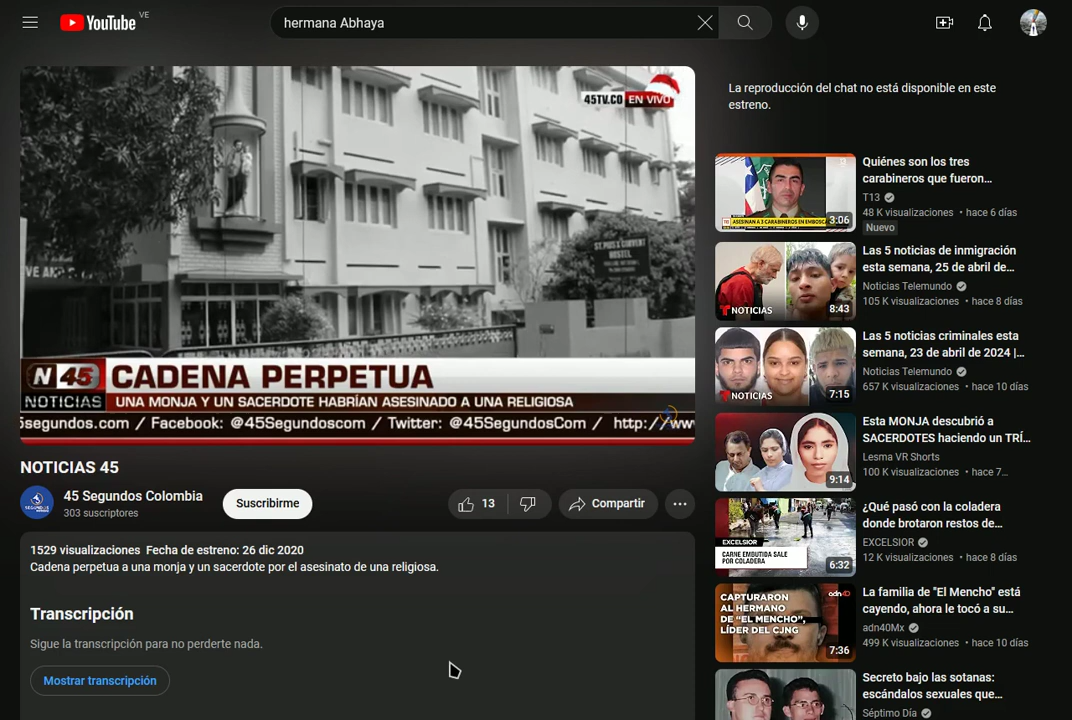 YouTube VE
hermana Abhaya
45TV.CO EN VIVO
ST.PIUS X CONVENT
HOSTEL
N 45 CADENA PERPETUA
NOTICIAS UNA MONJA Y UN SACERDOTE HABRÍAN ASESINADO A UNA RELIGIOSA
5segundos.com / Facebook: @45Segundoscom / Twitter: @45SegundosCom / http://ww
NOTICIAS 45
45 Segundos Colombia
303 suscriptores
Suscribirme
13
Compartir
1529 visualizaciones Fecha de estreno: 26 dic 2020
Cadena perpetua a una monja y un sacerdote por el asesinato de una religiosa.
Transcripción
Sigue la transcripción para no perderte nada.
Mostrar transcripción
La reproducción del chat no está disponible en este
estreno.
ASESINAN A 3 CARABINEROS EN EMBOSC
3:06
Quiénes son los tres
carabineros que fueron...
T13
48 K visualizaciones • hace 6 días
Nuevo
NOTICIAS
8:43
Las 5 noticias de inmigración
esta semana, 25 de abril de...
Noticias Telemundo
105 K visualizaciones • hace 8 días
NOTICIAS
7:15
Las 5 noticias criminales esta
semana, 23 de abril de 2024 |...
Noticias Telemundo
657 K visualizaciones • hace 10 días
9:14
Esta MONJA descubrió a
SACERDOTES haciendo un TRÍ...
Lesma VR Shorts
100 K visualizaciones • hace 7...
EXCELSIOR
CARNE EMBUTIDA SALE
POR COLADERA
6:32
¿Qué pasó con la coladera
donde brotaron restos de...
EXCELSIOR
12 K visualizaciones • hace 8 días
adn40
CAPTURARON
AL HERMANO
DE “EL MENCHO”,
LÍDER DEL CJNG
7:36
La familia de "El Mencho" está
cayendo, ahora le tocó a su...
adn40Mx
499 K visualizaciones • hace 10 días
Secreto bajo las sotanas:
escándalos sexuales que...
Séptimo Día